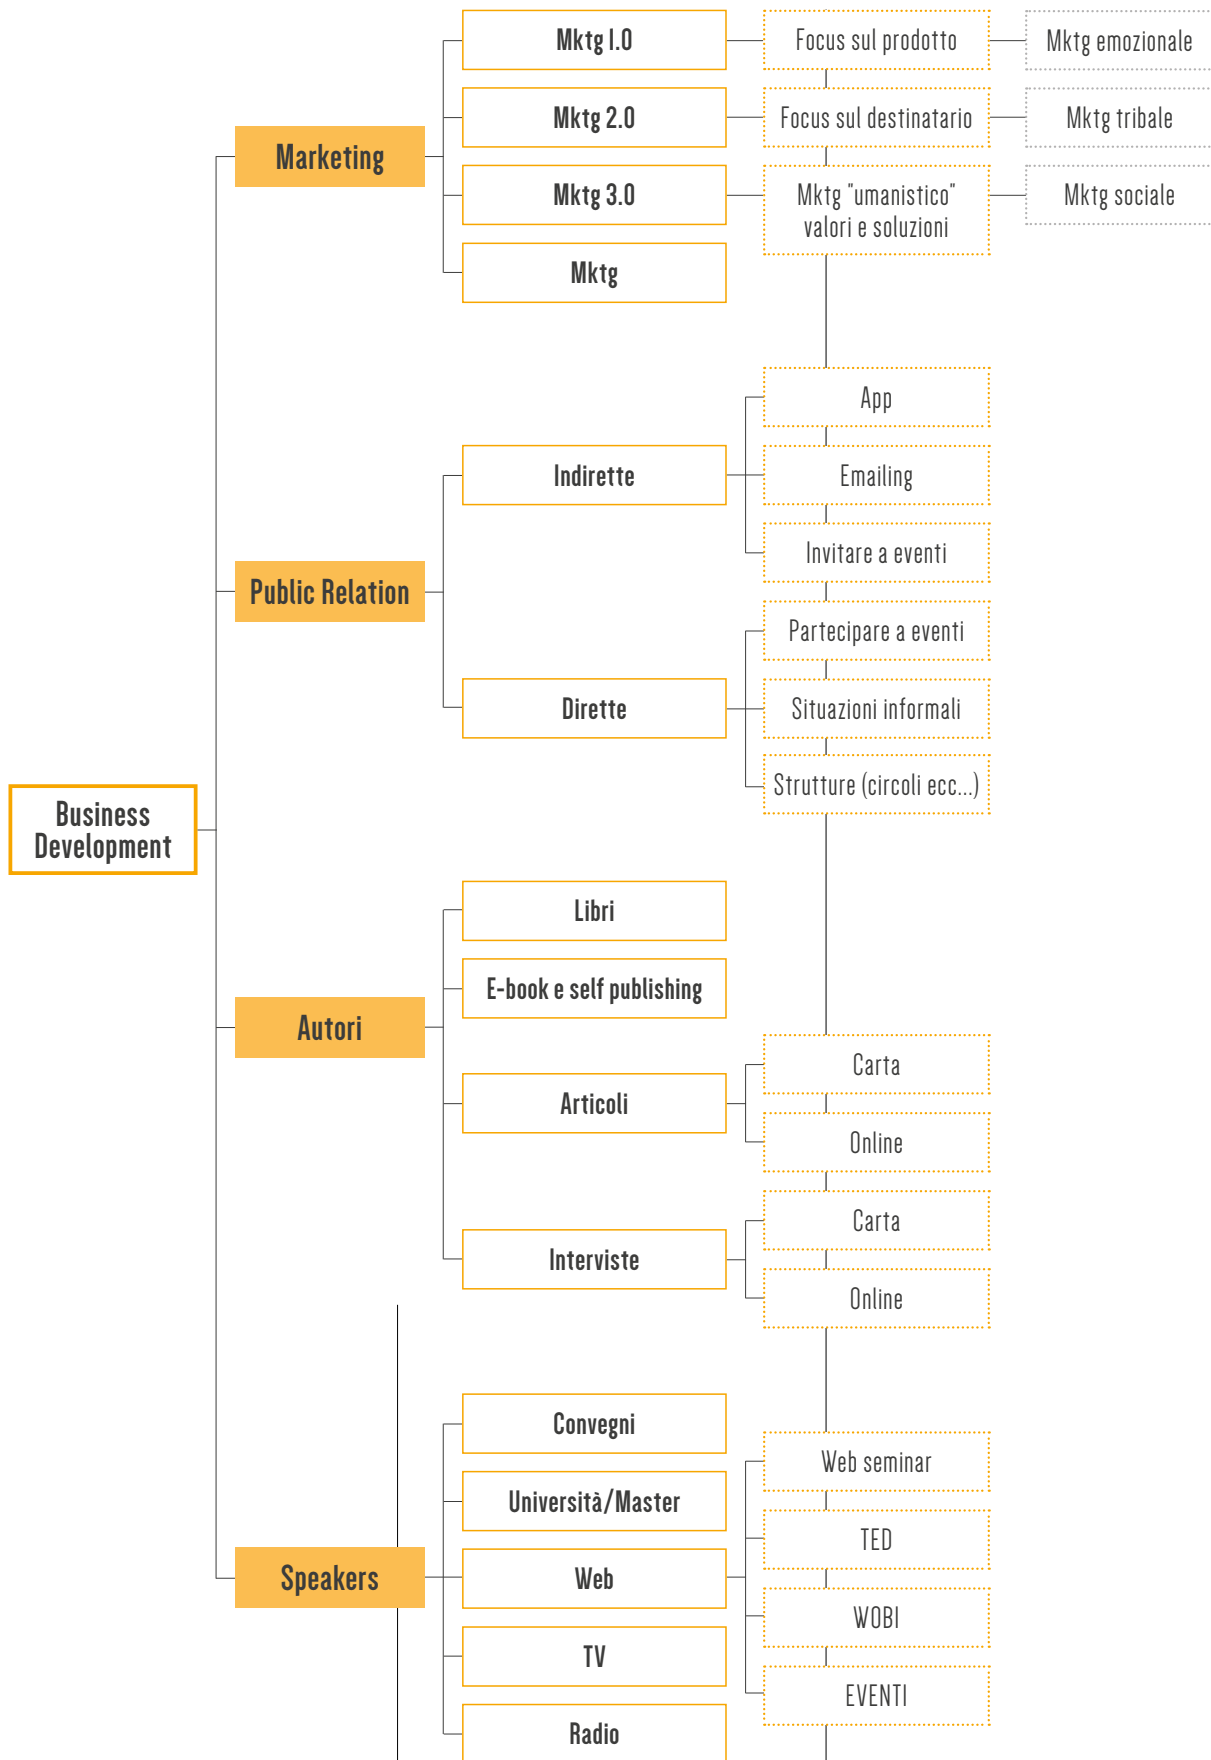 Business
Development
Marketing
Mktg 1.0
Focus sul prodotto
Mktg emozionale
Mktg 2.0
Focus sul destinatario
Mktg tribale
Mktg 3.0
Mktg "umanistico"
valori e soluzioni
Mktg sociale
Mktg
Public Relation
Indirette
App
Emailing
Invitare a eventi
Dirette
Partecipare a eventi
Situazioni informali
Strutture (circoli ecc...)
Autori
Libri
E-book e self publishing
Articoli
Carta
Online
Interviste
Carta
Online
Speakers
Convegni
Università/Master
Web
Web seminar
TED
WOBI
EVENTI
TV
Radio